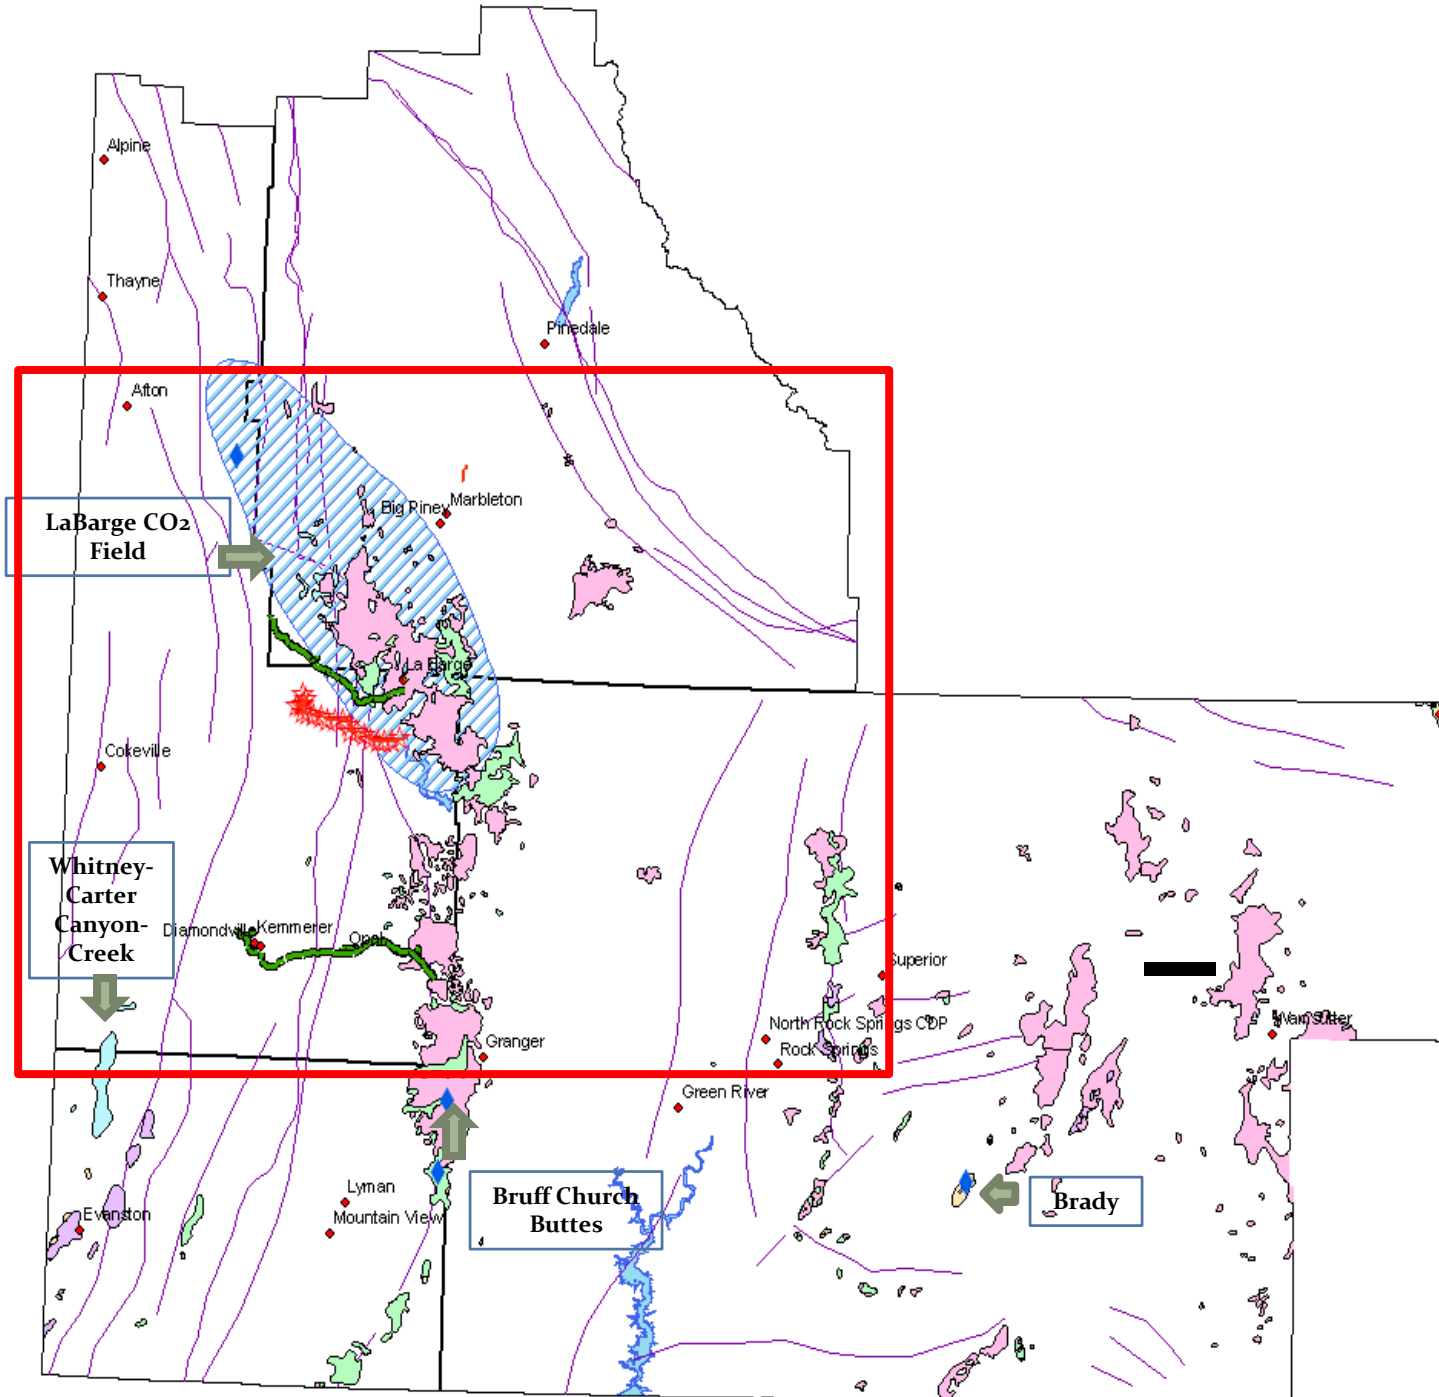 Alpine
Thayne
Pinedale
Afton
Marbleton
Big Piney
LaBarge CO2
Field
La Barge
Cokeville
Whitney-
Carter
Canyon-
Creek
Diamondville
Kemmerer
Opal
Superior
North Rock Springs CDP
Rock Springs
Wamsutter
Granger
Green River
Lyman
Mountain View
Evanston
Bruff Church
Buttes
Brady